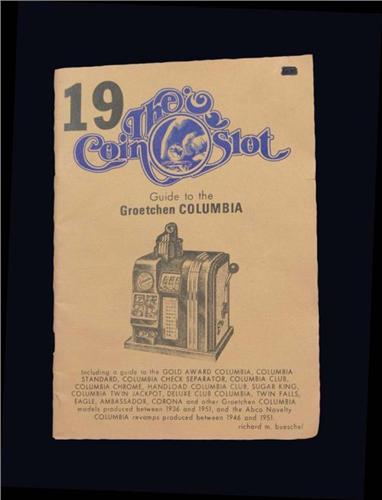 19
The
Coin Slot
Guide to the
Groetchen COLUMBIA
Including a guide to the GOLD AWARD COLUMBIA, COLUMBIA
STANDARD, COLUMBIA CHECK SEPARATOR, COLUMBIA CLUB,
COLUMBIA CHROME, HANDLOAD COLUMBIA CLUB, SUGAR KING,
COLUMBIA TWIN JACKPOT, DELUXE CLUB COLUMBIA, TWIN FALLS,
EAGLE, AMBASSADOR, CORONA and other Groetchen COLUMBIA
models produced between 1936 and 1951, and the Abco Novelty
COLUMBIA revamps produced between 1946 and 1951.
richard m. bueschel